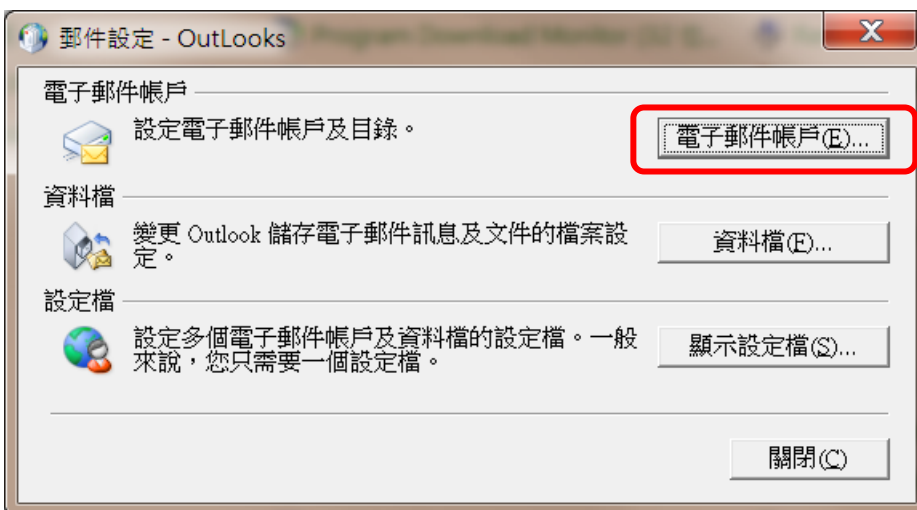 郵件設定 - OutLooks
電子郵件帳戶
設定電子郵件帳戶及目錄。
電子郵件帳戶(E)...
資料檔
變更 Outlook 儲存電子郵件訊息及文件的檔案設
定。
資料檔(F)...
設定檔
設定多個電子郵件帳戶及資料檔的設定檔。一般
來說，您只需要一個設定檔。
顯示設定檔(S)...
關閉(C)